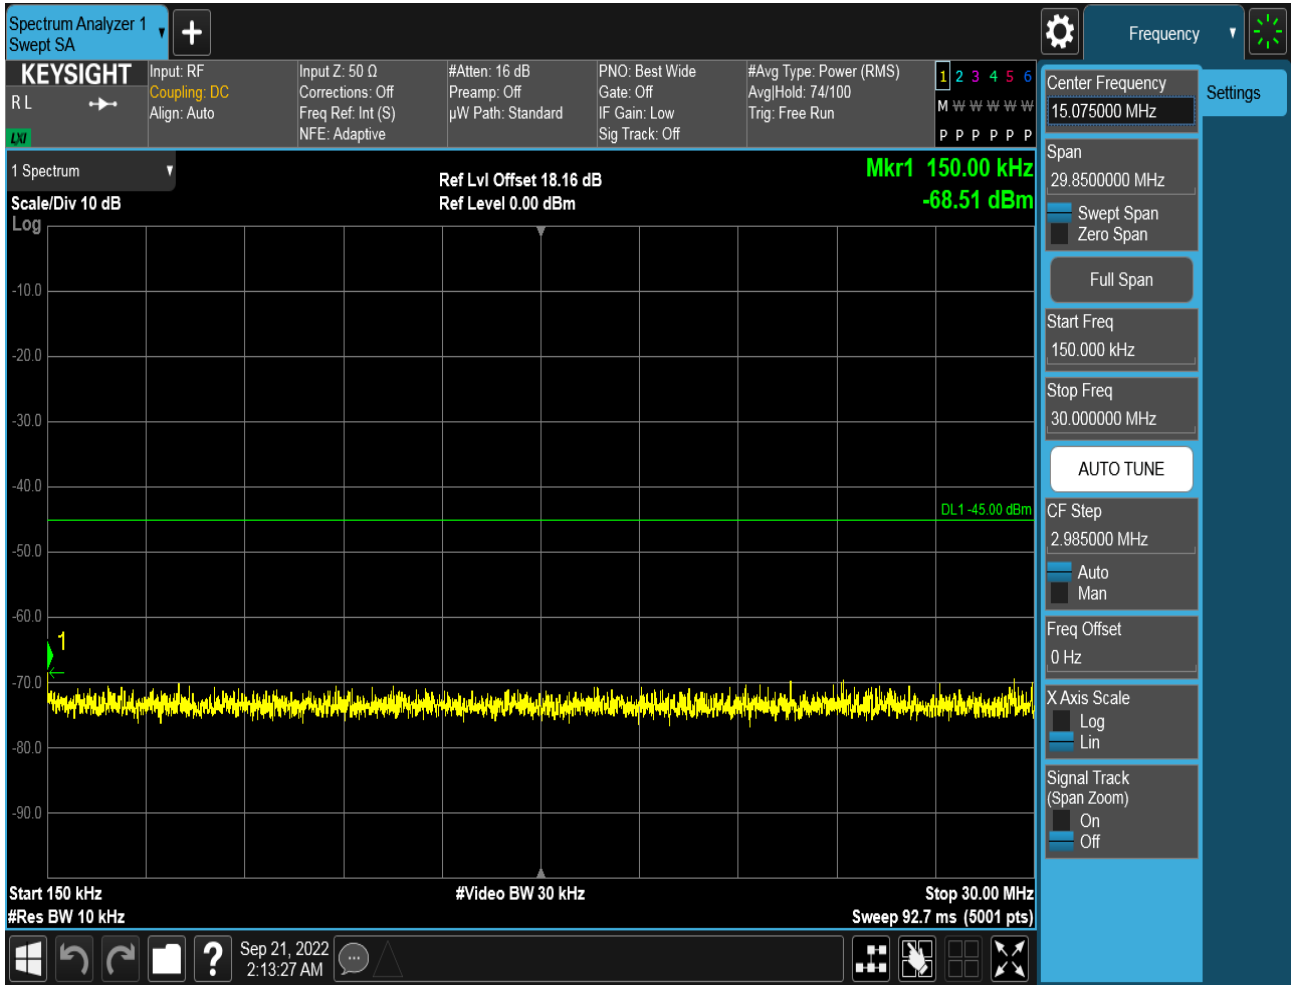 Spectrum Analyzer 1
Swept SA
+
Frequency
KEYSIGHT
R L
LXI
Input: RF
Coupling: DC
Align: Auto
Input Z: 50 Ω
Corrections: Off
Freq Ref: Int (S)
NFE: Adaptive
#Atten: 16 dB
Preamp: Off
µW Path: Standard
PNO: Best Wide
Gate: Off
IF Gain: Low
Sig Track: Off
#Avg Type: Power (RMS)
Avg|Hold: 74/100
Trig: Free Run
1 2 3 4 5 6
M W W W W W
P P P P P P
1 Spectrum
Scale/Div 10 dB
Log
Ref Lvl Offset 18.16 dB
Ref Level 0.00 dBm
Mkr1 150.00 kHz
-68.51 dBm
-10.0
-20.0
-30.0
-40.0
DL1 -45.00 dBm
-50.0
-60.0
1
-70.0
-80.0
-90.0
Start 150 kHz
#Video BW 30 kHz
Stop 30.00 MHz
#Res BW 10 kHz
Sweep 92.7 ms (5001 pts)
Center Frequency
15.075000 MHz
Settings
Span
29.8500000 MHz
Swept Span
Zero Span
Full Span
Start Freq
150.000 kHz
Stop Freq
30.000000 MHz
AUTO TUNE
CF Step
2.985000 MHz
Auto
Man
Freq Offset
0 Hz
X Axis Scale
Log
Lin
Signal Track
(Span Zoom)
On
Off
?
Sep 21, 2022
2:13:27 AM